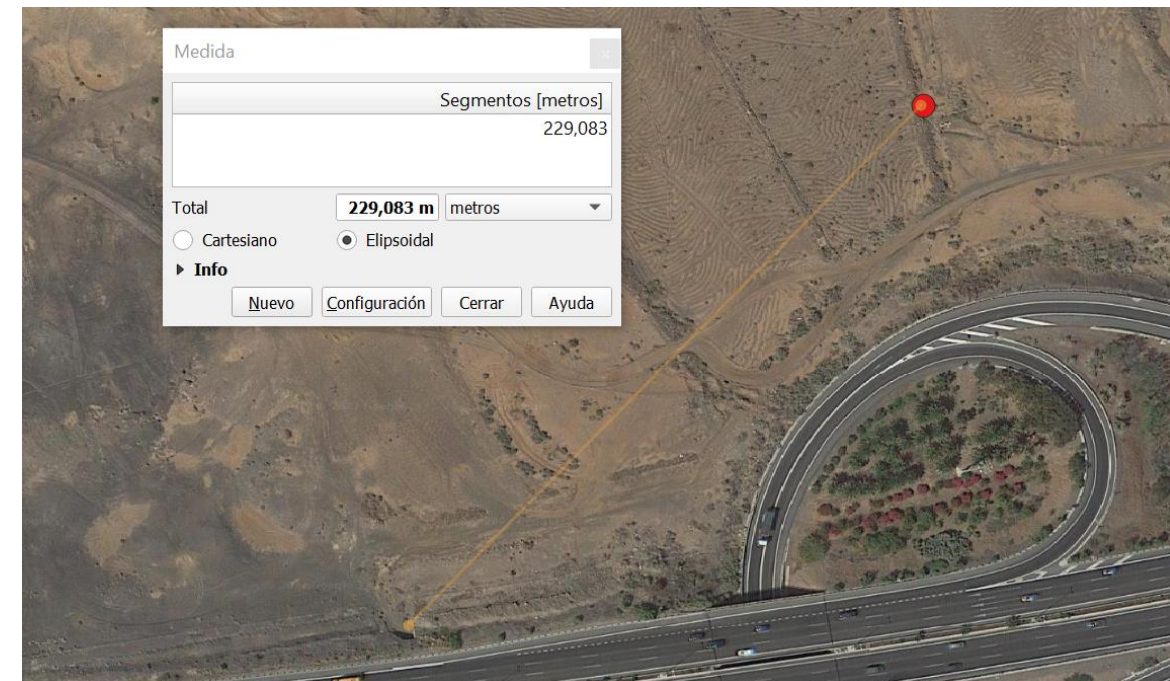 Medida
Segmentos [metros]
229,083
Total 229,083 m metros
Cartesiano Elipsoidal
Info
Nuevo Configuración Cerrar Ayuda